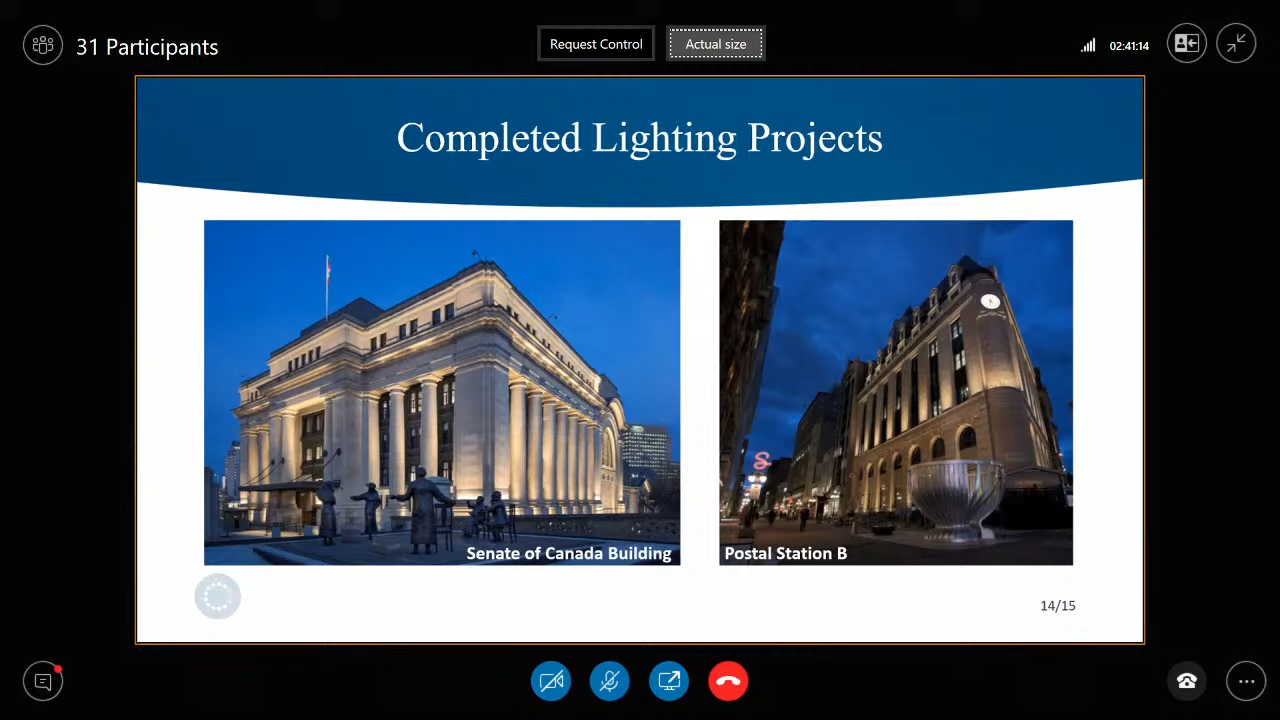 31 Participants
Request Control
Actual size
02:41:14
Completed Lighting Projects
Senate of Canada Building
Postal Station B
14/15